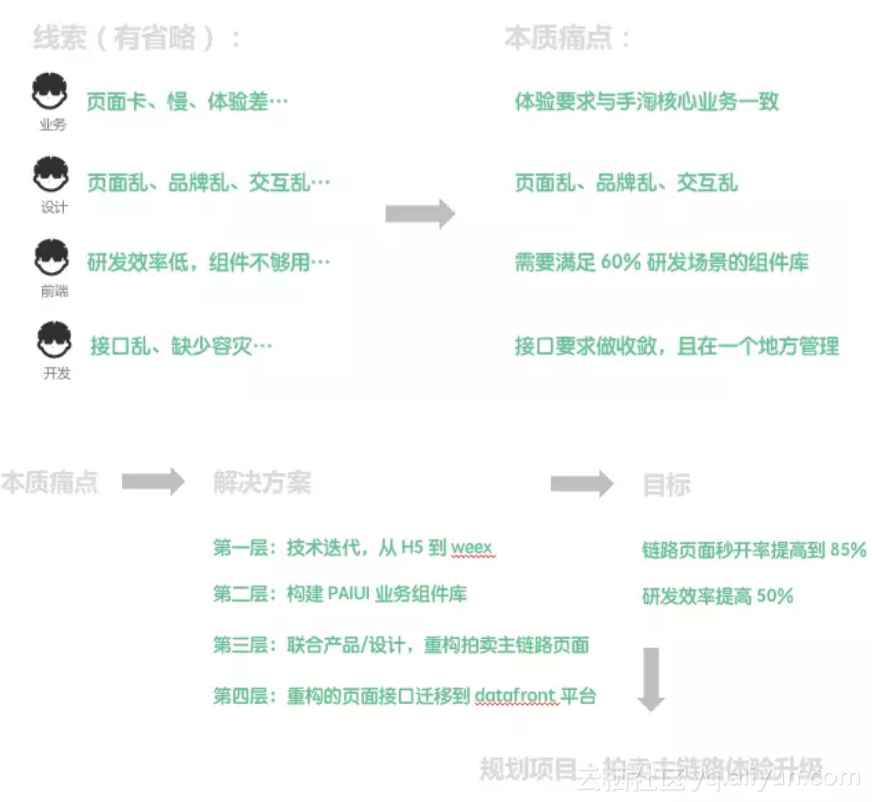 线索（有省略）： 本质痛点：
页面卡、慢、体验差… 体验要求与手淘核心业务一致
业务
页面乱、品牌乱、交互乱… 页面乱、品牌乱、交互乱
设计
研发效率低，组件不够用… 需要满足 60% 研发场景的组件库
前端
接口乱、缺少容灾… 接口要求做收敛，且在一个地方管理
开发
本质痛点 解决方案 目标
第一层：技术迭代，从 H5 到 weex 链路页面秒开率提高到 85%
第二层：构建 PAIUI 业务组件库 研发效率提高 50%
第三层：联合产品/设计，重构拍卖主链路页面
第四层：重构的页面接口迁移到 datafront 平台
规划项目：拍卖主链路体验升级
云栖社区 yq.aliyun.com